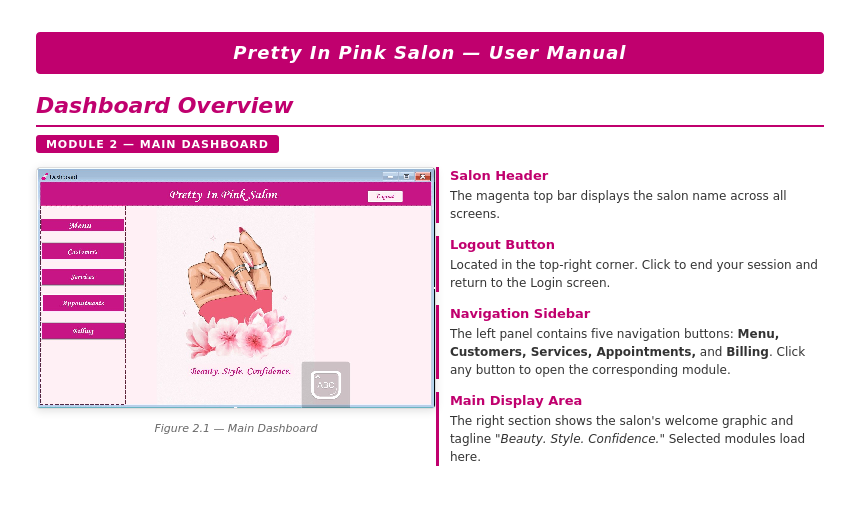 Pretty In Pink Salon — User Manual
Dashboard Overview
MODULE 2 — MAIN DASHBOARD
Dashboard
Pretty In Pink Salon
Logout
Menu
Customers
Services
Appointments
Billing
Beauty. Style. Confidence.
ABC
Figure 2.1 — Main Dashboard
Salon Header
The magenta top bar displays the salon name across all
screens.
Logout Button
Located in the top-right corner. Click to end your session and
return to the Login screen.
Navigation Sidebar
The left panel contains five navigation buttons: Menu,
Customers, Services, Appointments, and Billing. Click
any button to open the corresponding module.
Main Display Area
The right section shows the salon's welcome graphic and
tagline "Beauty. Style. Confidence." Selected modules load
here.